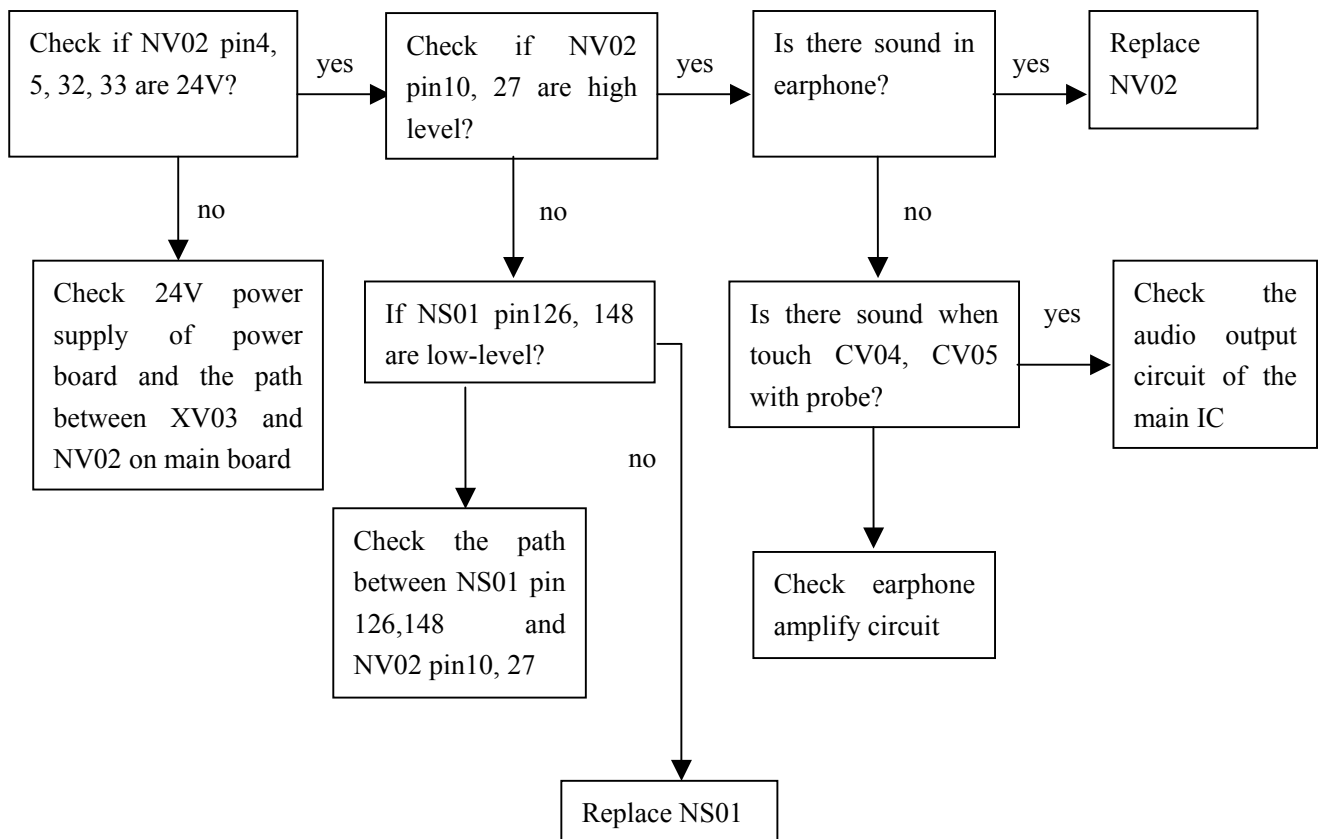 Check if NV02 pin4,
5, 32, 33 are 24V?
yes
Check if NV02
pin10, 27 are high
level?
yes
Is there sound in
earphone?
yes
Replace
NV02
no
no
no
Check 24V power
supply of power
board and the path
between XV03 and
NV02 on main board
If NS01 pin126, 148
are low-level?
Is there sound when
touch CV04, CV05
with probe?
yes
Check the
audio output
circuit of the
main IC
no
Check the path
between NS01 pin
126,148 and
NV02 pin10, 27
Check earphone
amplify circuit
Replace NS01